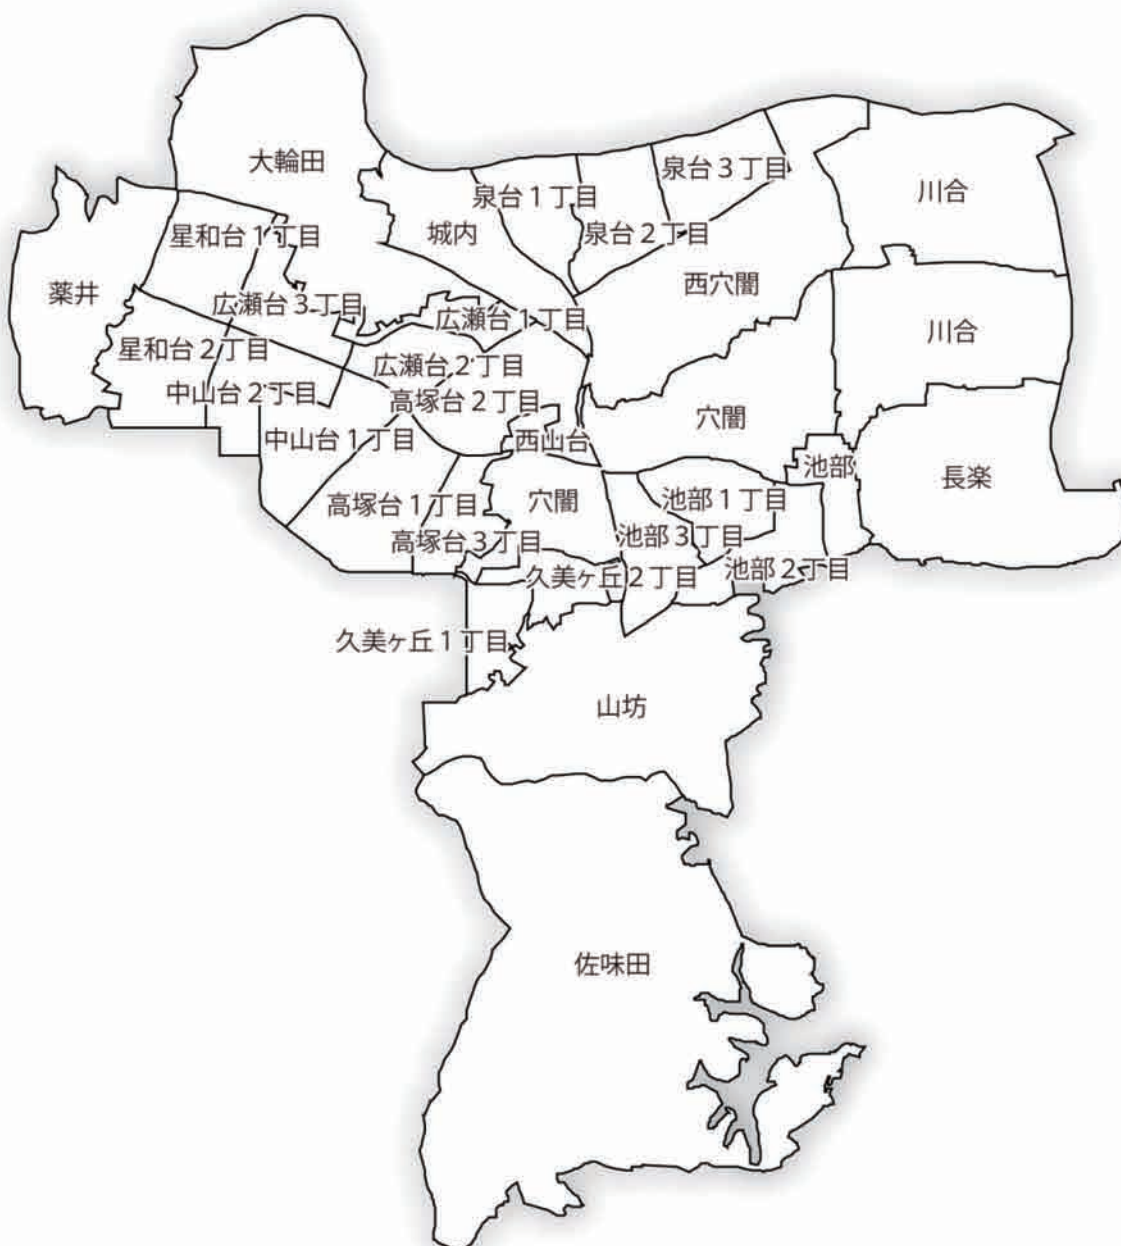 大輪田
泉台3丁目
川合
泉台1丁目
城内
泉台2丁目
星和台1丁目
西穴闇
薬井
広瀬台3丁目
広瀬台1丁目
川合
星和台2丁目
広瀬台2丁目
中山台2丁目
高塚台2丁目
穴闇
中山台1丁目
西山台
池部
長楽
高塚台1丁目
穴闇
池部1丁目
池部3丁目
高塚台3丁目
久美ヶ丘2丁目
池部2丁目
久美ヶ丘1丁目
山坊
佐味田